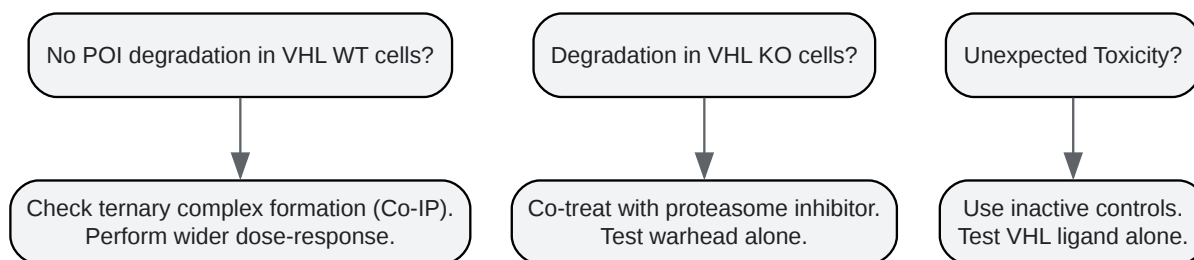 No POI degradation in VHL WT cells?
Degradation in VHL KO cells?
Unexpected Toxicity?
Check ternary complex formation (Co-IP).
Perform wider dose-response.
Co-treat with proteasome inhibitor.
Test warhead alone.
Use inactive controls.
Test VHL ligand alone.